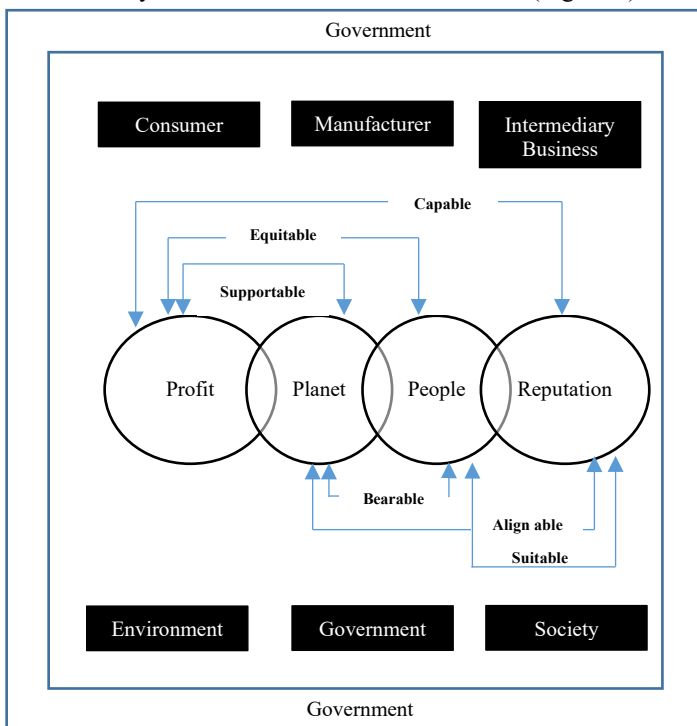 Government
Consumer
Manufacturer
Intermediary
Business
Capable
Equitable
Supportable
Profit
Planet
People
Reputation
Bearable
Align able
Suitable
Environment
Government
Society
Government